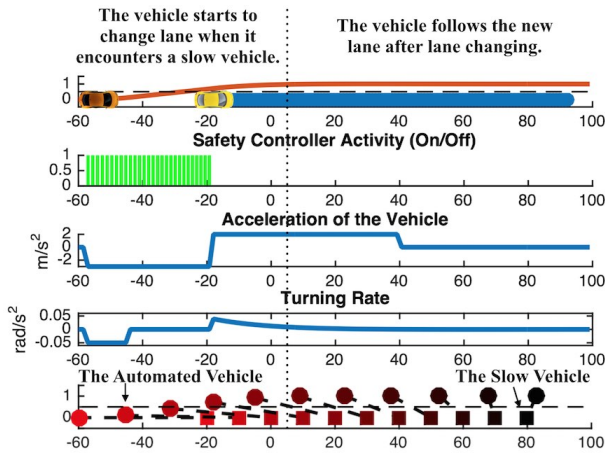 The vehicle starts to
change lane when it
encounters a slow vehicle.
The vehicle follows the new
lane after lane changing.
1
0
-60 -40 -20 0 20 40 60 80 100
Safety Controller Activity (On/Off)
1
0.5
0
-60 -40 -20 0 20 40 60 80 100
Acceleration of the Vehicle
m/s²
2
0
-2
-60 -40 -20 0 20 40 60 80 100
Turning Rate
rad/s²
0.05
0
-0.05
-60 -40 -20 0 20 40 60 80 100
The Automated Vehicle
The Slow Vehicle
1
0
-60 -40 -20 0 20 40 60 80 100